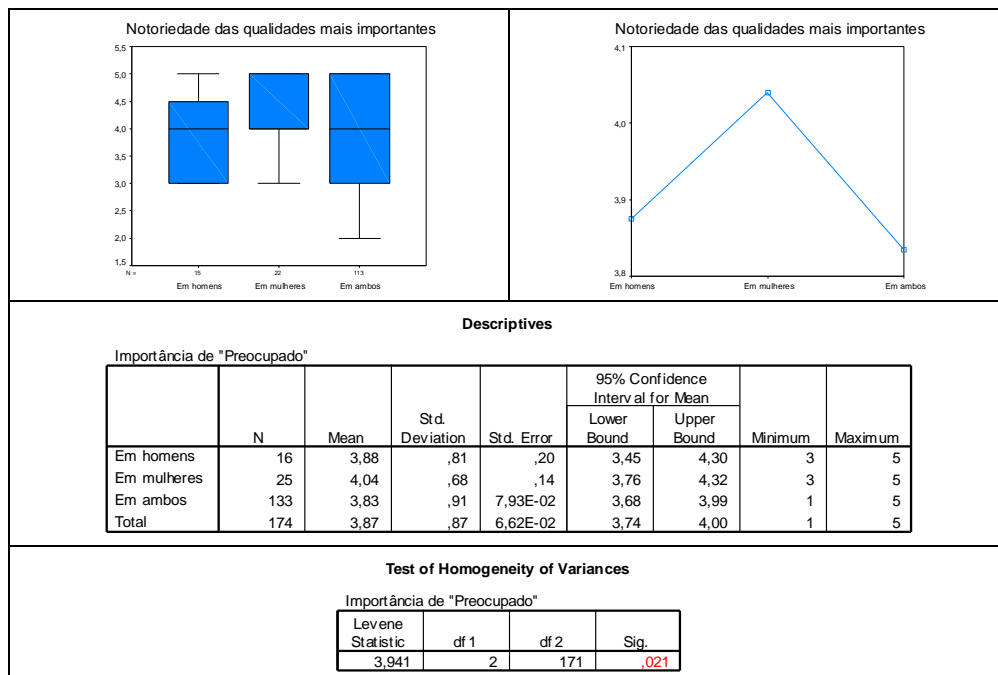 Notoriedade das qualidades mais importantes
5,5
5,0
4,5
4,0
3,5
3,0
2,5
2,0
1,5
N = 15 22 113
Em homens Em mulheres Em ambos
Notoriedade das qualidades mais importantes
4,1
4,0
3,9
3,8
Em homens Em mulheres Em ambos
Descriptives
Importância de "Preocupado"
N Mean Std. Deviation Std. Error 95% Confidence Interval for Mean Lower Bound Upper Bound Minimum Maximum
Em homens 16 3,88 ,81 ,20 3,45 4,30 3 5
Em mulheres 25 4,04 ,68 ,14 3,76 4,32 3 5
Em ambos 133 3,83 ,91 7,93E-02 3,68 3,99 1 5
Total 174 3,87 ,87 6,62E-02 3,74 4,00 1 5
Test of Homogeneity of Variances
Importância de "Preocupado"
Levene Statistic df1 df2 Sig.
3,941 2 171 ,021